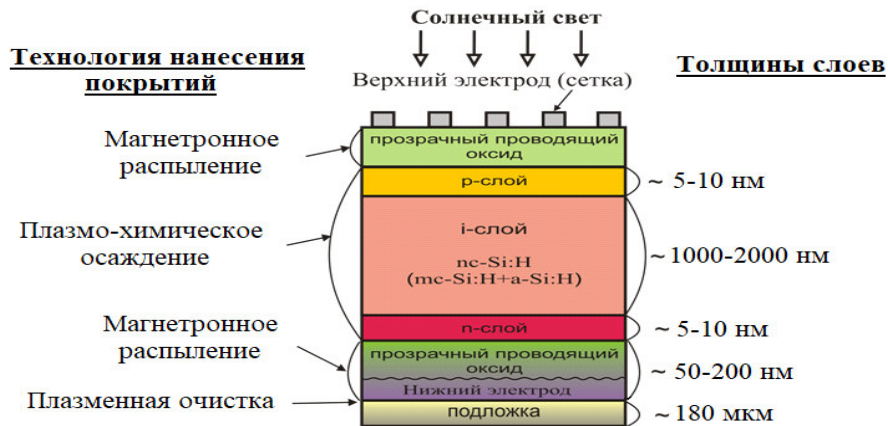 Солнечный свет
Технология нанесения
покрытий
Толщины слоев
Верхний электрод (сетка)
Магнетронное
распыление
прозрачный проводящий
оксид
р-слой
~ 5-10 нм
Плазмо-химическое
осаждение
i-слой
nc-Si:H
(mc-Si:H+a-Si:H)
~ 1000-2000 нм
Магнетронное
распыление
n-слой
~ 5-10 нм
прозрачный проводящий
оксид
~ 50-200 нм
Нижний электрод
Плазменная очистка
подложка
~ 180 мкм